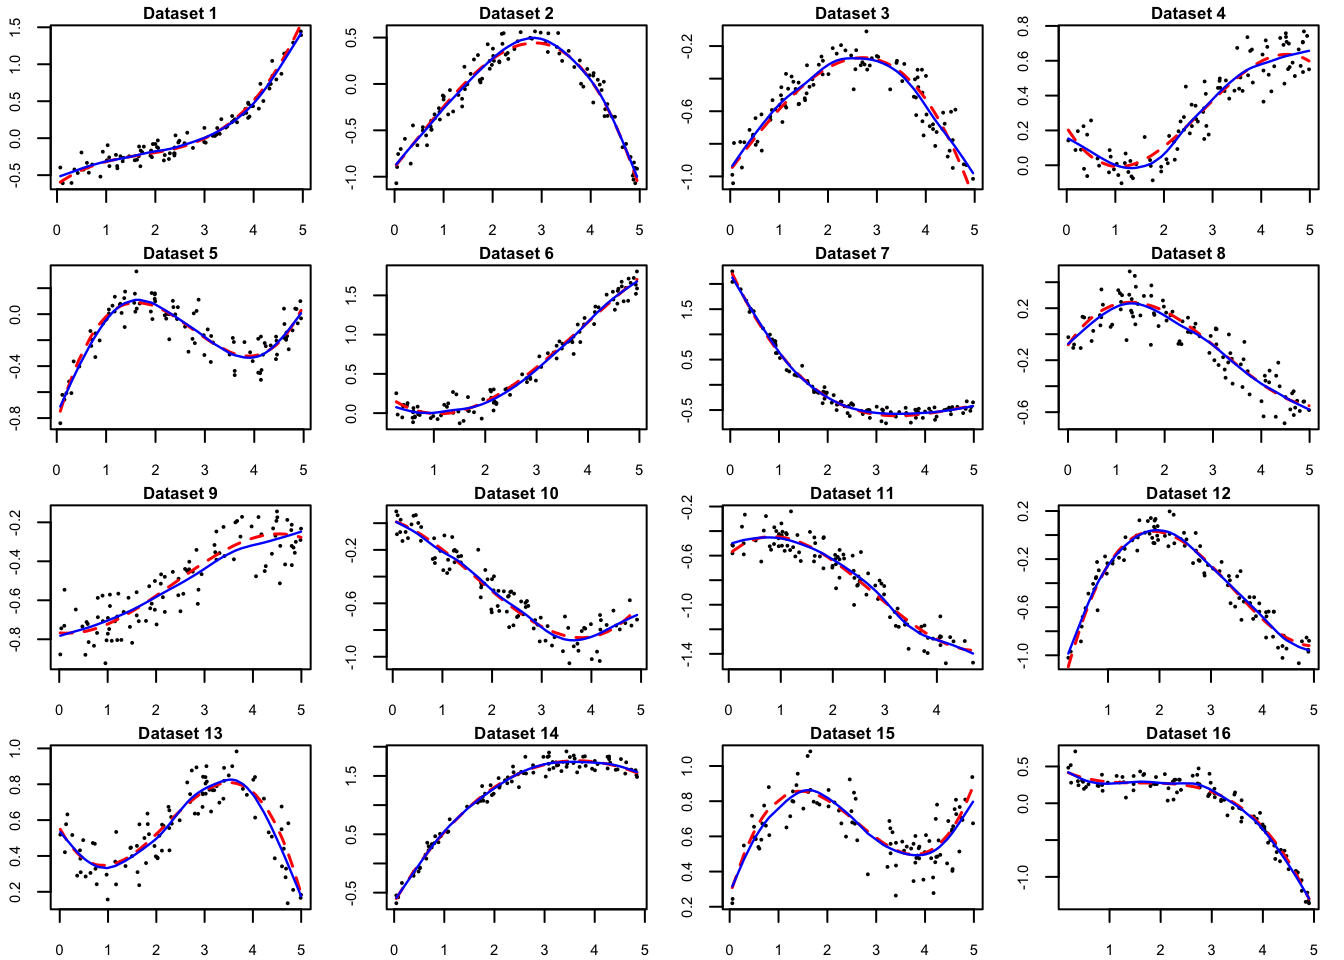 Dataset 1 Dataset 2 Dataset 3 Dataset 4
-0.5 0.0 0.5 1.0 1.5
0 1 2 3 4 5
-1.0 -0.5 0.0 0.5
0 1 2 3 4 5
-1.0 -0.6 -0.2
0 1 2 3 4 5
0.0 0.2 0.4 0.6 0.8
0 1 2 3 4 5
Dataset 5 Dataset 6 Dataset 7 Dataset 8
-0.8 -0.4 0.0
0 1 2 3 4 5
0.0 0.5 1.0 1.5
1 2 3 4 5
-0.5 0.5 1.5
0 1 2 3 4 5
-0.6 -0.2 0.2
0 1 2 3 4 5
Dataset 9 Dataset 10 Dataset 11 Dataset 12
-0.8 -0.6 -0.4 -0.2
0 1 2 3 4 5
-1.0 -0.6 -0.2
0 1 2 3 4 5
-1.4 -1.0 -0.6 -0.2
0 1 2 3 4
-1.0 -0.6 -0.2 0.2
1 2 3 4 5
Dataset 13 Dataset 14 Dataset 15 Dataset 16
0.2 0.4 0.6 0.8 1.0
0 1 2 3 4 5
-0.5 0.5 1.5
0 1 2 3 4 5
0.2 0.4 0.6 0.8 1.0
0 1 2 3 4 5
-1.0 0.0 0.5
1 2 3 4 5